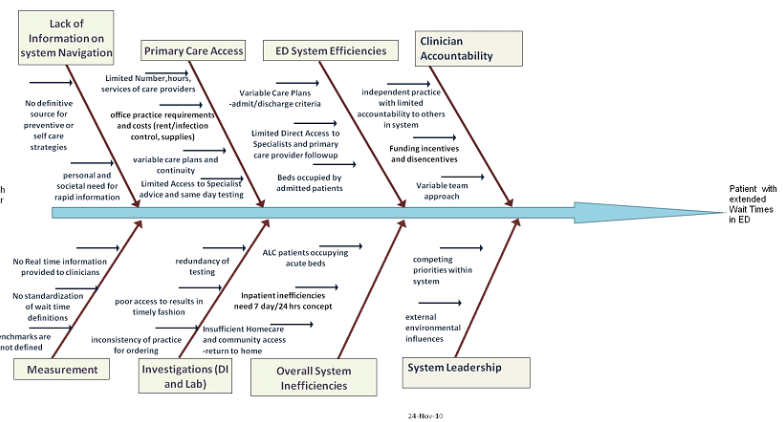 Lack of
Information on
system Navigation
Primary Care Access
ED System Efficiencies
Clinician
Accountability
No definitive
source for
preventive or
self care
strategies
personal and
societal need for
rapid information
Limited Number,hours,
services of care providers
office practice requirements
and costs (rent/infection
control, supplies)
variable care plans and
continuity
Limited Access to Specialist
advice and same day testing
Variable Care Plans
-admit/discharge criteria
Limited Direct Access to
Specialists and primary
care provider followup
Beds occupied by
admitted patients
independent practice
with limited
accountability to others
in system
Funding incentives
and disencentives
Variable team
approach
Patient with
extended
Wait Times
in ED
No Real time information
provided to clinicians
No standardization
of wait time
definitions
enchmarks are
not defined
redundancy of
testing
poor access to results in
timely fashion
inconsistency of practice
for ordering
ALC patients occupying
acute beds
Inpatient inefficiencies
need 7 day/24 hrs concept
Insufficient Homecare
and community access
-return to home
competing
priorities within
system
external
environmental
influences
Measurement
Investigations (DI
and Lab)
Overall System
Inefficiencies
System Leadership
24-Nov-10